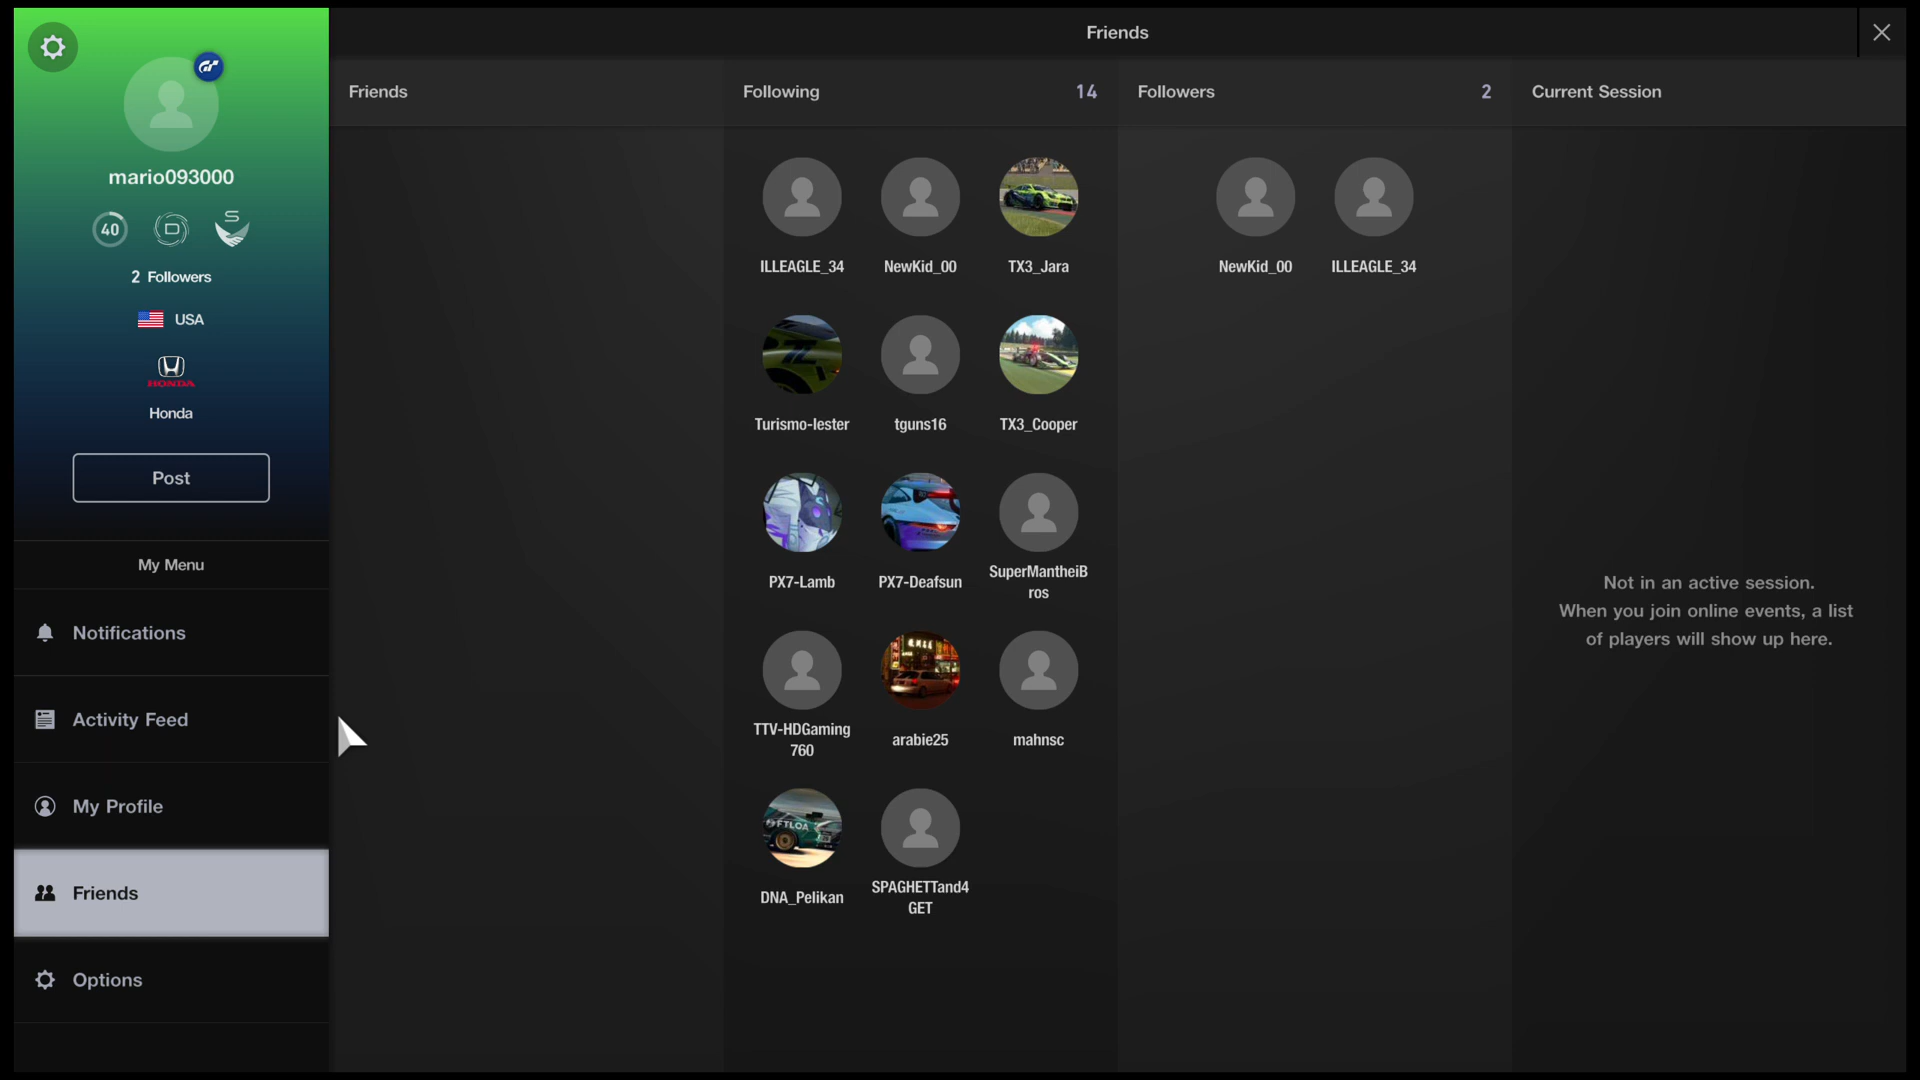 Friends
mario093000
40
D
S
2 Followers
USA
HONDA
Honda
Post
My Menu
Notifications
Activity Feed
My Profile
Friends
Options
Friends
Following 14
Followers 2
Current Session
ILLEAGLE_34
NewKid_00
TX3_Jara
Turismo-lester
tguns16
TX3_Cooper
PX7-Lamb
PX7-Deafsun
SuperMantheiB
ros
TTV-HDGaming
760
arabie25
mahnsc
FTLOA
DNA_Pelikan
SPAGHETTand4
GET
NewKid_00
ILLEAGLE_34
Not in an active session.
When you join online events, a list
of players will show up here.